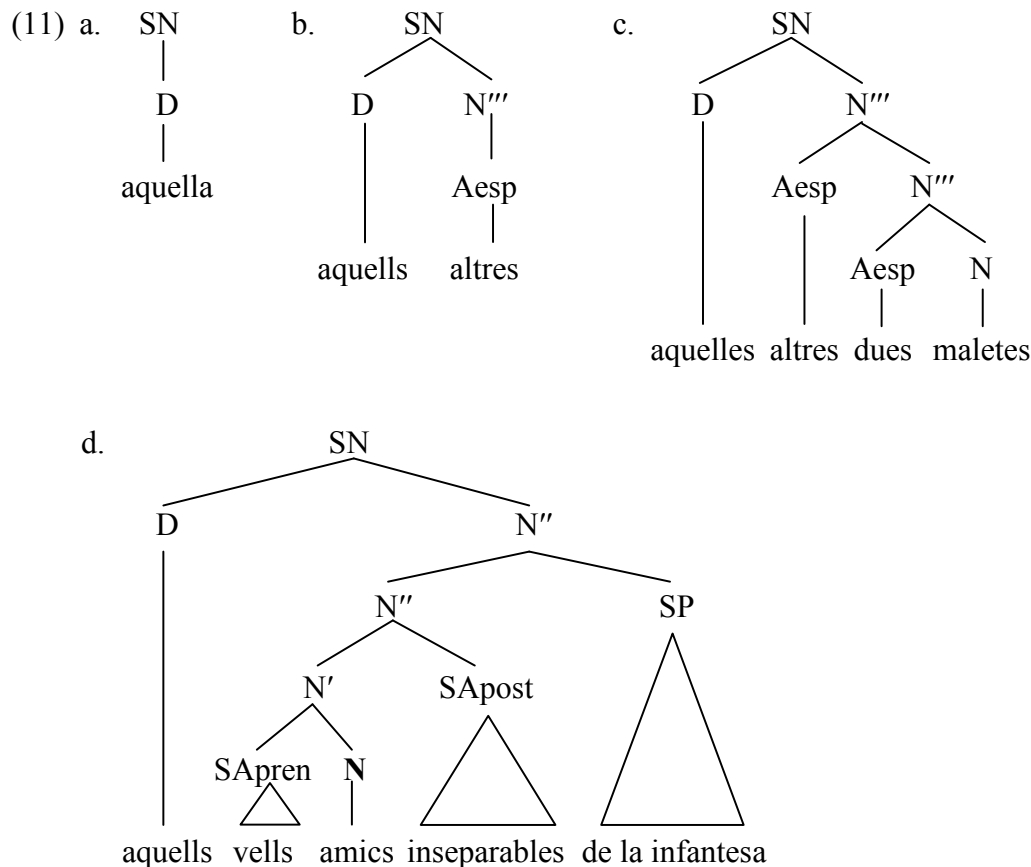 (11) a. SN b. SN c. SN
D D N‴ D N‴
aquella Aesp Aesp N‴
aquells altres Aesp N
aquelles altres dues maletes
d. SN
D N″
N″ SP
N′ SApost
SApren N
aquells vells amics inseparables de la infantesa